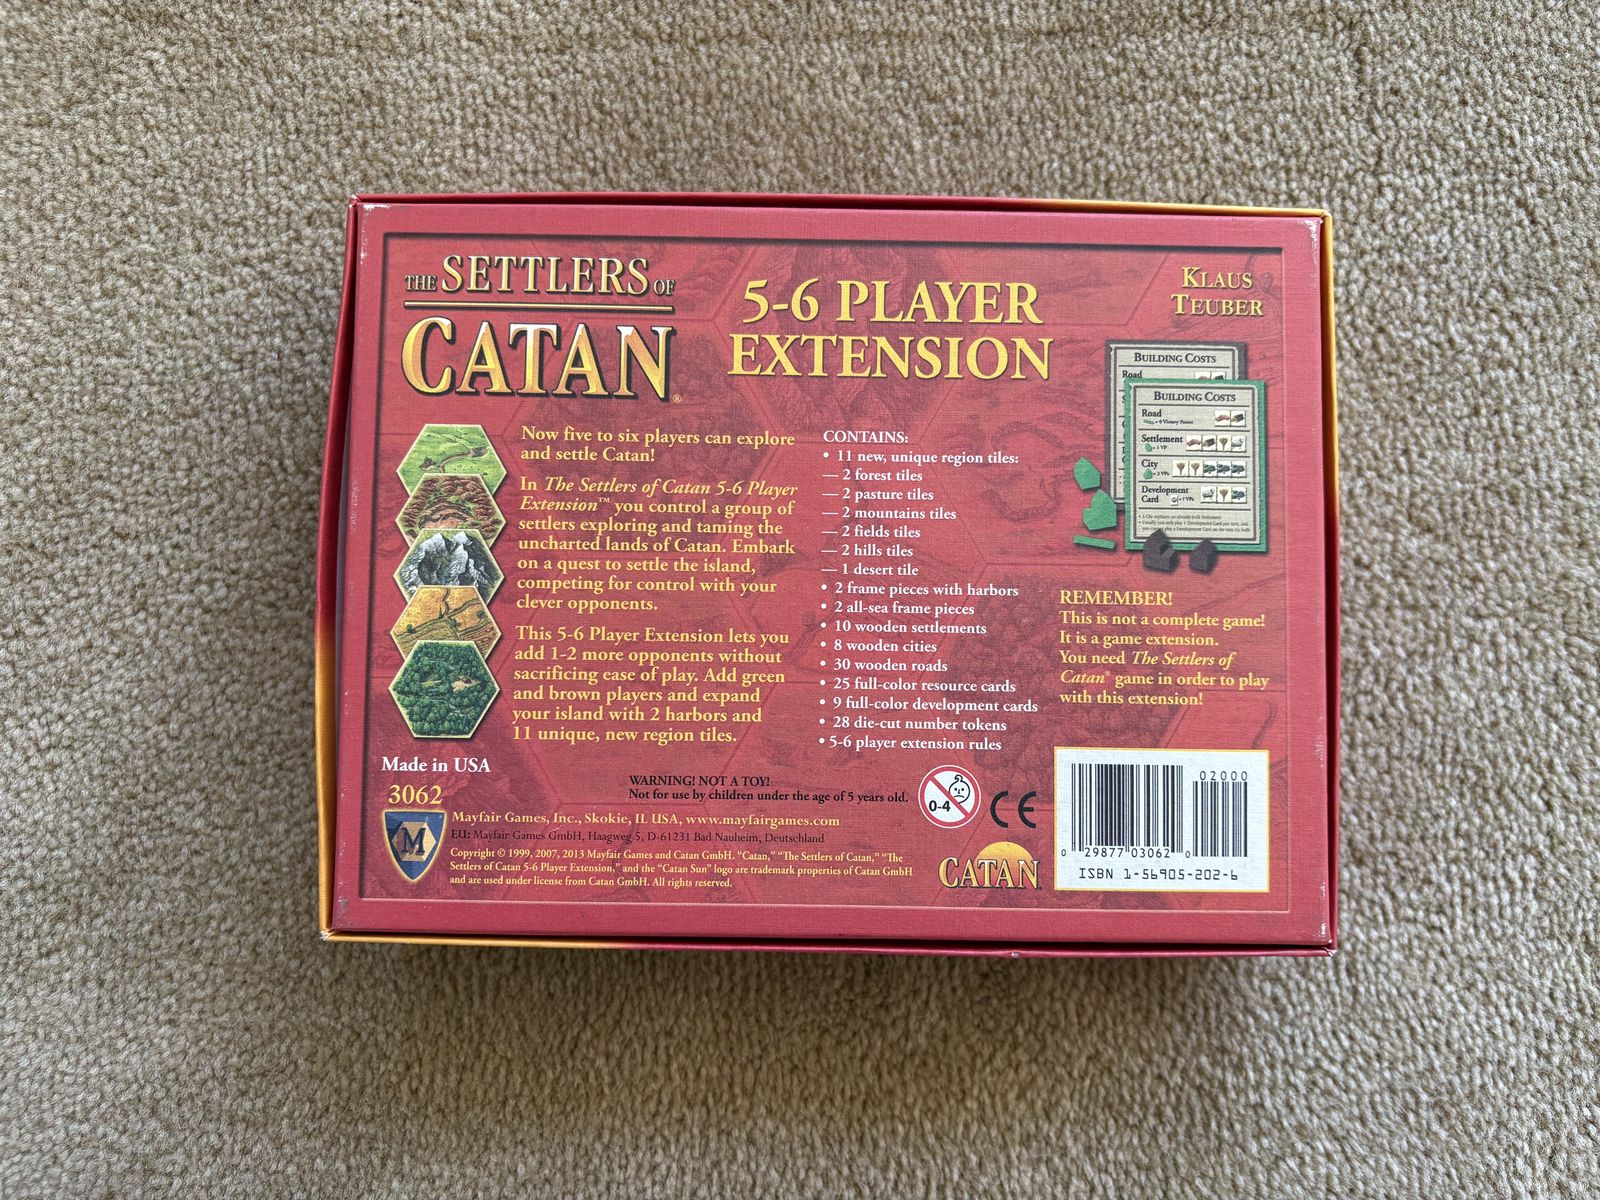 THE SETTLERS OF
CATAN®
5-6 PLAYER
EXTENSION
KLAUS
TEUBER
BUILDING COSTS
Road
BUILDING COSTS
Road
= 0 Victory Points
Settlement
= 1 VP
City
= 2 VPs
Development
Card
Now five to six players can explore
and settle Catan!
In The Settlers of Catan 5-6 Player
Extension™ you control a group of
settlers exploring and taming the
uncharted lands of Catan. Embark
on a quest to settle the island,
competing for control with your
clever opponents.
This 5-6 Player Extension lets you
add 1-2 more opponents without
sacrificing ease of play. Add green
and brown players and expand
your island with 2 harbors and
11 unique, new region tiles.
CONTAINS:
• 11 new, unique region tiles:
— 2 forest tiles
— 2 pasture tiles
— 2 mountains tiles
— 2 fields tiles
— 2 hills tiles
— 1 desert tile
• 2 frame pieces with harbors
• 2 all-sea frame pieces
• 10 wooden settlements
• 8 wooden cities
• 30 wooden roads
• 25 full-color resource cards
• 9 full-color development cards
• 28 die-cut number tokens
• 5-6 player extension rules
REMEMBER!
This is not a complete game!
It is a game extension.
You need The Settlers of
Catan® game in order to play
with this extension!
Made in USA
3062
M
WARNING! NOT A TOY!
Not for use by children under the age of 5 years old.
0-4
CE
Mayfair Games, Inc., Skokie, IL USA, www.mayfairgames.com
EU: Mayfair Games GmbH, Haagweg 5, D-61231 Bad Nauheim, Deutschland
Copyright © 1999, 2007, 2013 Mayfair Games and Catan GmbH. "Catan," "The Settlers of Catan," "The
Settlers of Catan 5-6 Player Extension," and the "Catan Sun" logo are trademark properties of Catan GmbH
and are used under license from Catan GmbH. All rights reserved.
CATAN
02000
0 29877 03062 0
ISBN 1-56905-202-6